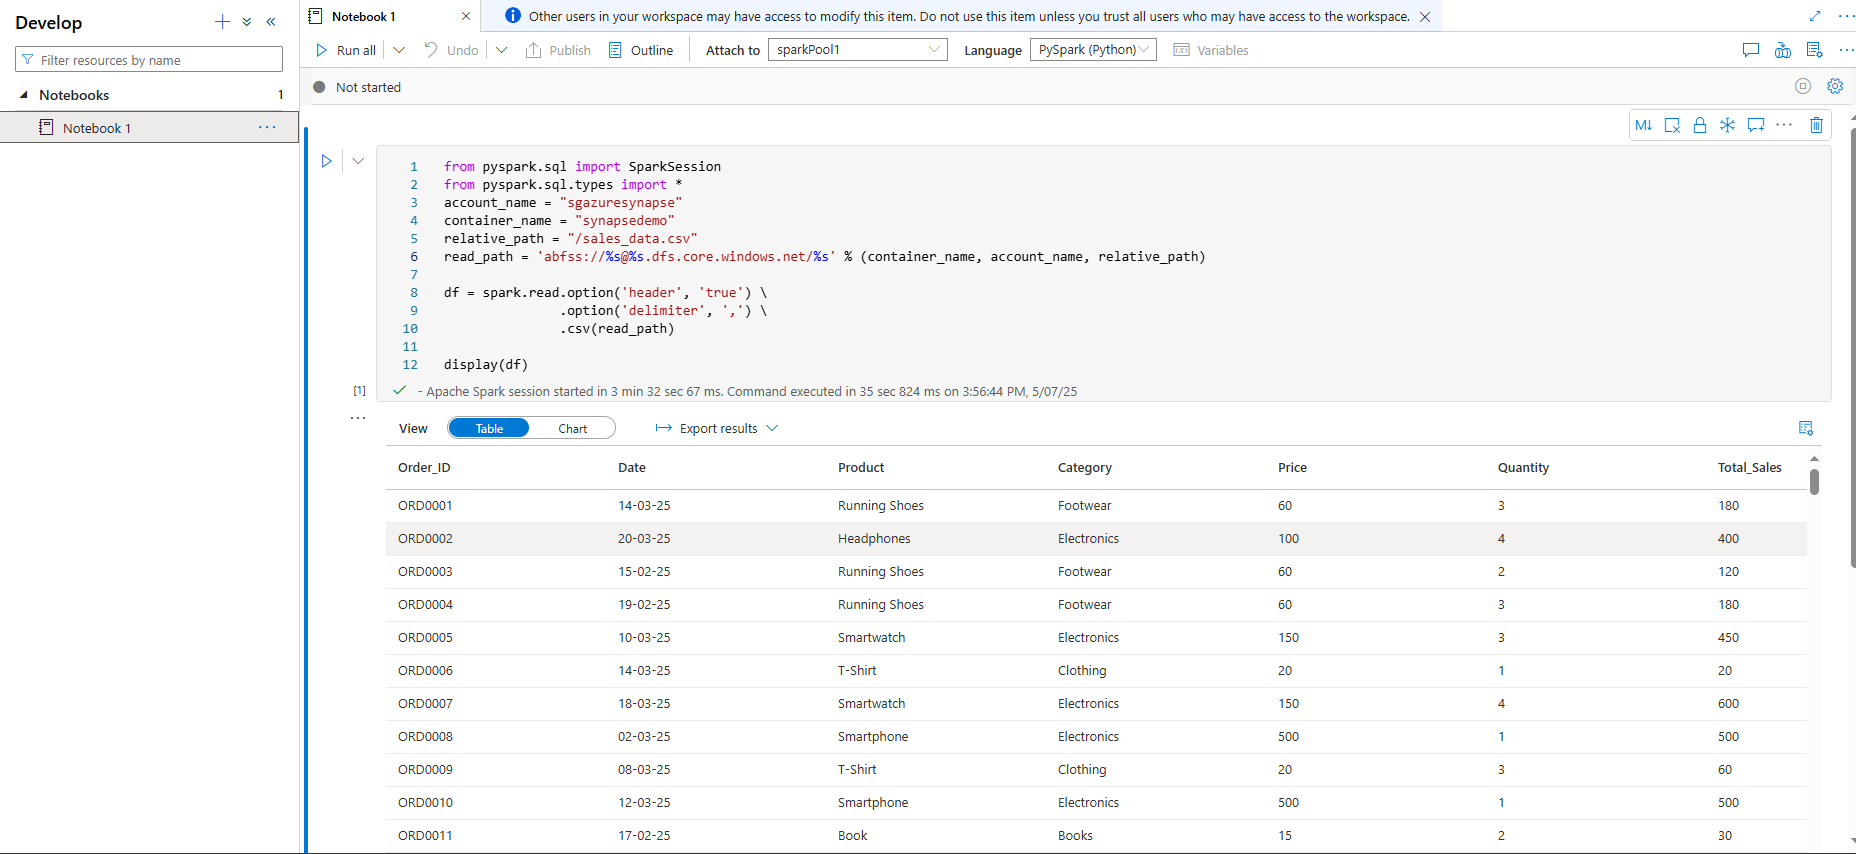 Develop
Filter resources by name
Notebooks 1
Notebook 1
Notebook 1
Other users in your workspace may have access to modify this item. Do not use this item unless you trust all users who may have access to the workspace.
Run all Undo Publish Outline Attach to sparkPool1 Language PySpark (Python) Variables
Not started
M↓
1 from pyspark.sql import SparkSession
2 from pyspark.sql.types import *
3 account_name = "sgazuresynapse"
4 container_name = "synapsedemo"
5 relative_path = "/sales_data.csv"
6 read_path = 'abfss://%s@%s.dfs.core.windows.net/%s' % (container_name, account_name, relative_path)
7
8 df = spark.read.option('header', 'true') \
9 .option('delimiter', ',') \
10 .csv(read_path)
11
12 display(df)
[1] - Apache Spark session started in 3 min 32 sec 67 ms. Command executed in 35 sec 824 ms on 3:56:44 PM, 5/07/25
View Table Chart Export results
Order_ID Date Product Category Price Quantity Total_Sales
ORD0001 14-03-25 Running Shoes Footwear 60 3 180
ORD0002 20-03-25 Headphones Electronics 100 4 400
ORD0003 15-02-25 Running Shoes Footwear 60 2 120
ORD0004 19-02-25 Running Shoes Footwear 60 3 180
ORD0005 10-03-25 Smartwatch Electronics 150 3 450
ORD0006 14-03-25 T-Shirt Clothing 20 1 20
ORD0007 18-03-25 Smartwatch Electronics 150 4 600
ORD0008 02-03-25 Smartphone Electronics 500 1 500
ORD0009 08-03-25 T-Shirt Clothing 20 3 60
ORD0010 12-03-25 Smartphone Electronics 500 1 500
ORD0011 17-02-25 Book Books 15 2 30